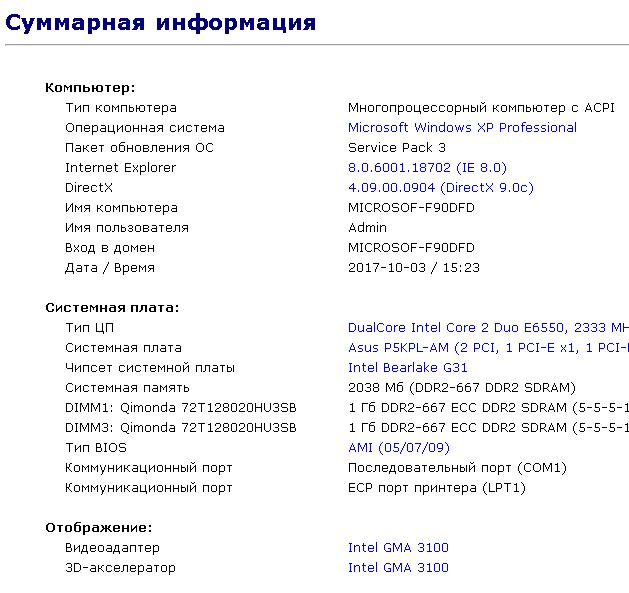 Суммарная информация
Компьютер:
Тип компьютера Многопроцессорный компьютер с ACPI
Операционная система Microsoft Windows XP Professional
Пакет обновления ОС Service Pack 3
Internet Explorer 8.0.6001.18702 (IE 8.0)
DirectX 4.09.00.0904 (DirectX 9.0c)
Имя компьютера MICROSOF-F90DFD
Имя пользователя Admin
Вход в домен MICROSOF-F90DFD
Дата / Время 2017-10-03 / 15:23
Системная плата:
Тип ЦП DualCore Intel Core 2 Duo E6550, 2333 MH
Системная плата Asus P5KPL-AM (2 PCI, 1 PCI-E x1, 1 PCI-
Чипсет системной платы Intel Bearlake G31
Системная память 2038 Мб (DDR2-667 DDR2 SDRAM)
DIMM1: Qimonda 72T128020HU3SB 1 Гб DDR2-667 ECC DDR2 SDRAM (5-5-5-1
DIMM3: Qimonda 72T128020HU3SB 1 Гб DDR2-667 ECC DDR2 SDRAM (5-5-5-1
Тип BIOS AMI (05/07/09)
Коммуникационный порт Последовательный порт (COM1)
Коммуникационный порт ECP порт принтера (LPT1)
Отображение:
Видеоадаптер Intel GMA 3100
3D-акселератор Intel GMA 3100